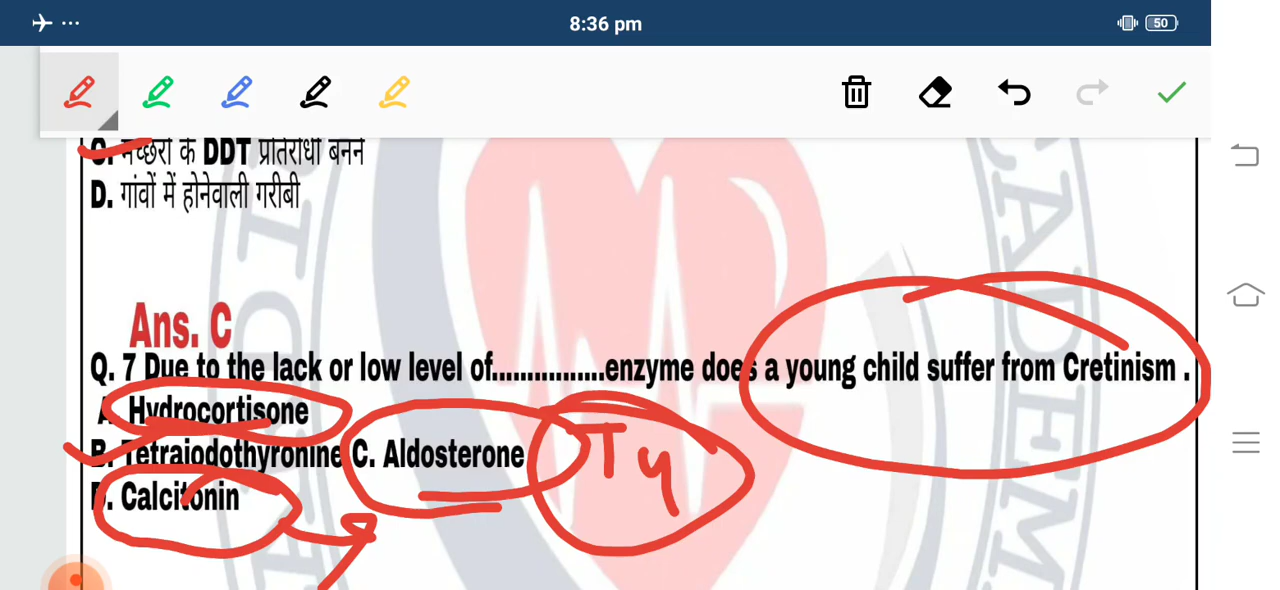 8:36 pm
50
C. मच्छरों के DDT प्रतिरोधी बनने
D. गांवों में होनेवाली गरीबी
Ans. C
Q. 7 Due to the lack or low level of...............enzyme does a young child suffer from Cretinism .
A. Hydrocortisone
B. Tetraiodothyronine C. Aldosterone
T4
D. Calcitonin